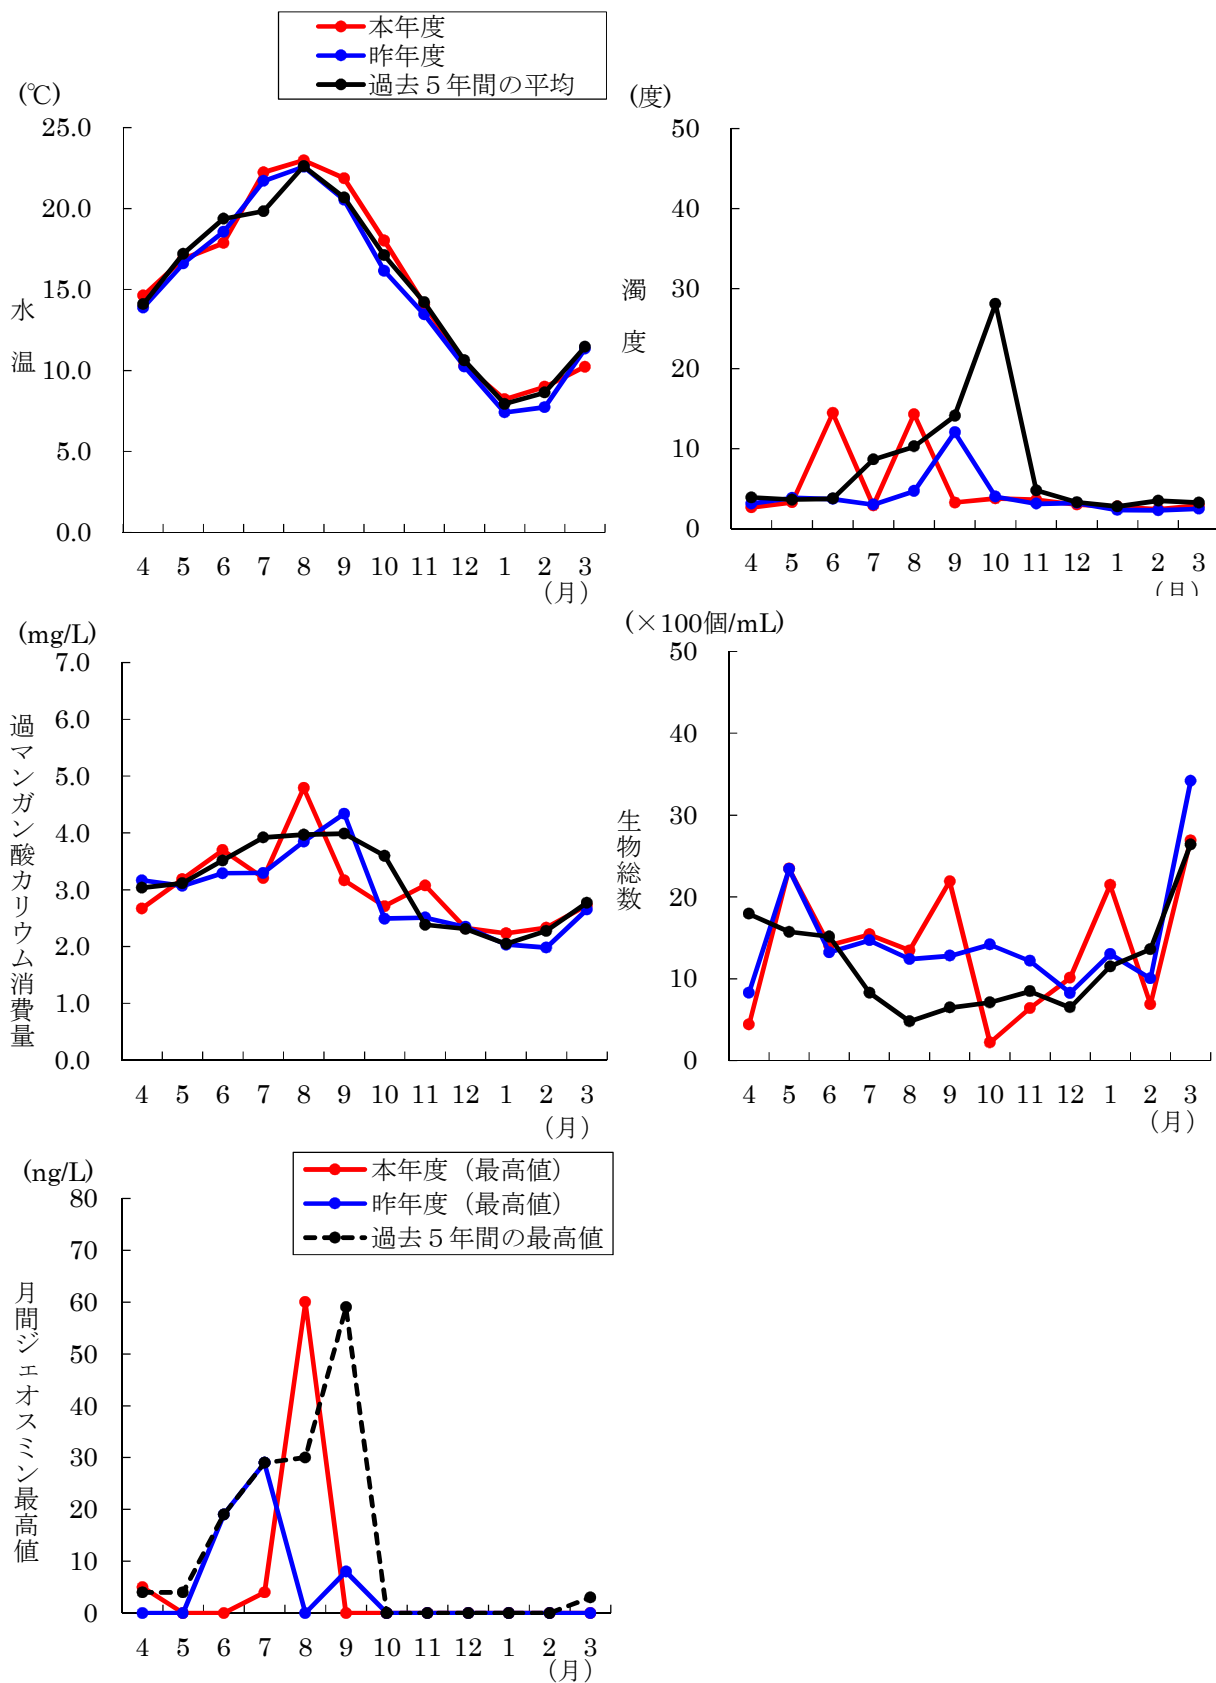 本年度
昨年度
過去５年間の平均
(℃)
25.0
20.0
15.0
10.0
5.0
0.0
水温
4 5 6 7 8 9 10 11 12 1 2 3
（月）
(度)
50
40
30
20
10
0
濁度
4 5 6 7 8 9 10 11 12 1 2 3
（月）
(mg/L)
7.0
6.0
5.0
4.0
3.0
2.0
1.0
0.0
過マンガン酸カリウム消費量
4 5 6 7 8 9 10 11 12 1 2 3
（月）
(×100個/mL)
50
40
30
20
10
0
生物総数
4 5 6 7 8 9 10 11 12 1 2 3
（月）
(ng/L)
本年度（最高値）
昨年度（最高値）
過去５年間の最高値
80
70
60
50
40
30
20
10
0
月間ジェオスミン最高値
4 5 6 7 8 9 10 11 12 1 2 3
（月）